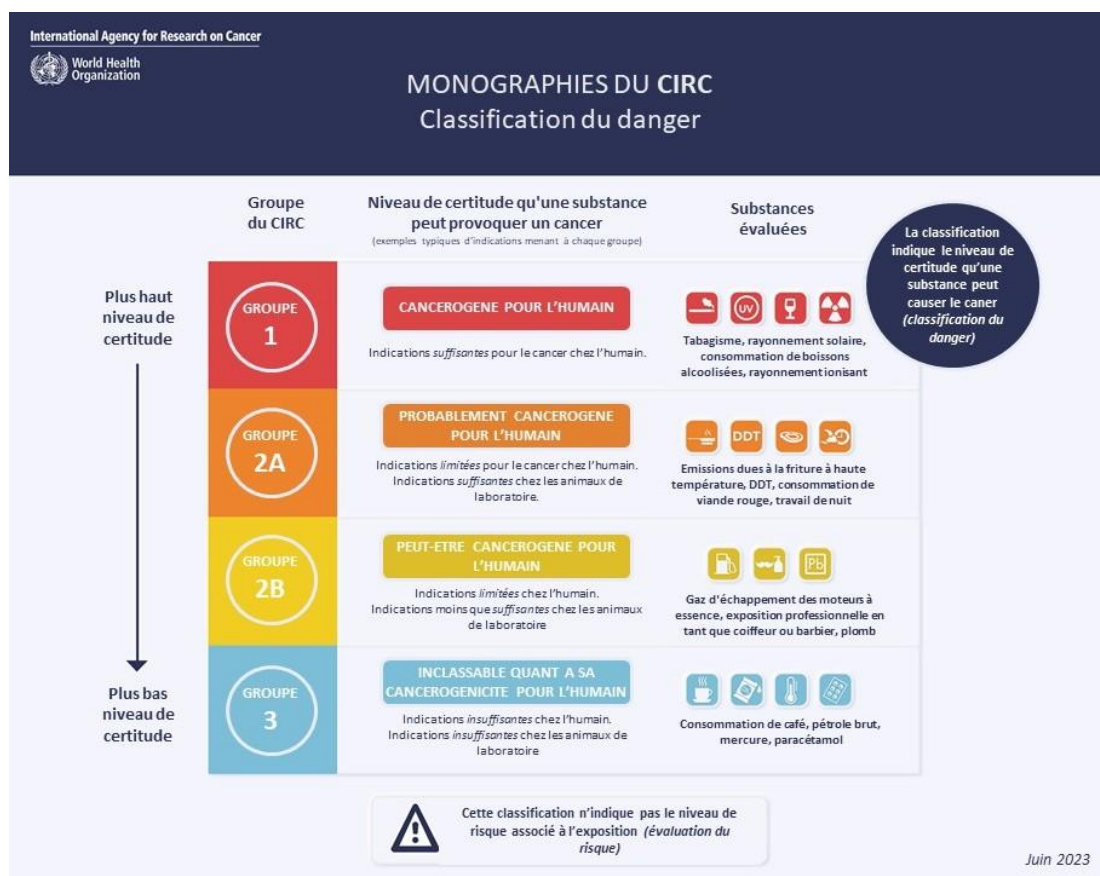 International Agency for Research on Cancer
World Health
Organization
MONOGRAPHIES DU CIRC
Classification du danger
Groupe
du CIRC
Niveau de certitude qu'une substance
peut provoquer un cancer
(exemples typiques d'indications menant à chaque groupe)
Substances
évaluées
La classification
indique le niveau de
certitude qu'une
substance peut
causer le caner
(classification du
danger)
Plus haut
niveau de
certitude
GROUPE
1
CANCEROGENE POUR L'HUMAIN
Indications suffisantes pour le cancer chez l'humain.
UV
Tabagisme, rayonnement solaire,
consommation de boissons
alcoolisées, rayonnement ionisant
GROUPE
2A
PROBABLEMENT CANCEROGENE
POUR L'HUMAIN
Indications limitées pour le cancer chez l'humain.
Indications suffisantes chez les animaux de
laboratoire.
DDT
Emissions dues à la friture à haute
température, DDT, consommation de
viande rouge, travail de nuit
GROUPE
2B
PEUT-ETRE CANCEROGENE POUR
L'HUMAIN
Indications limitées chez l'humain.
Indications moins que suffisantes chez les animaux
de laboratoire
Pb
Gaz d'échappement des moteurs à
essence, exposition professionnelle en
tant que coiffeur ou barbier, plomb
Plus bas
niveau de
certitude
GROUPE
3
INCLASSABLE QUANT A SA
CANCEROGENICITE POUR L'HUMAIN
Indications insuffisantes chez l'humain.
Indications insuffisantes chez les animaux de
laboratoire
Consommation de café, pétrole brut,
mercure, paracétamol
Cette classification n'indique pas le niveau de
risque associé à l'exposition (évaluation du
risque)
Juin 2023